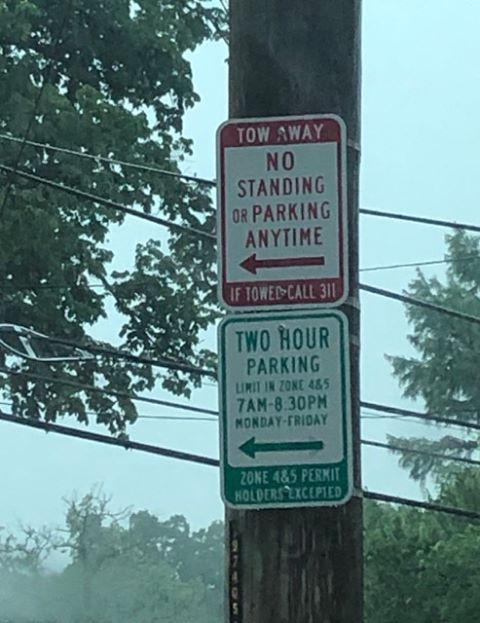 TOW AWAY
NO
STANDING
OR PARKING
ANYTIME
IF TOWED-CALL 311
TWO HOUR
PARKING
LIMIT IN ZONE 4&5
7AM-8:30PM
MONDAY-FRIDAY
ZONE 4&5 PERMIT
HOLDERS EXCEPTED